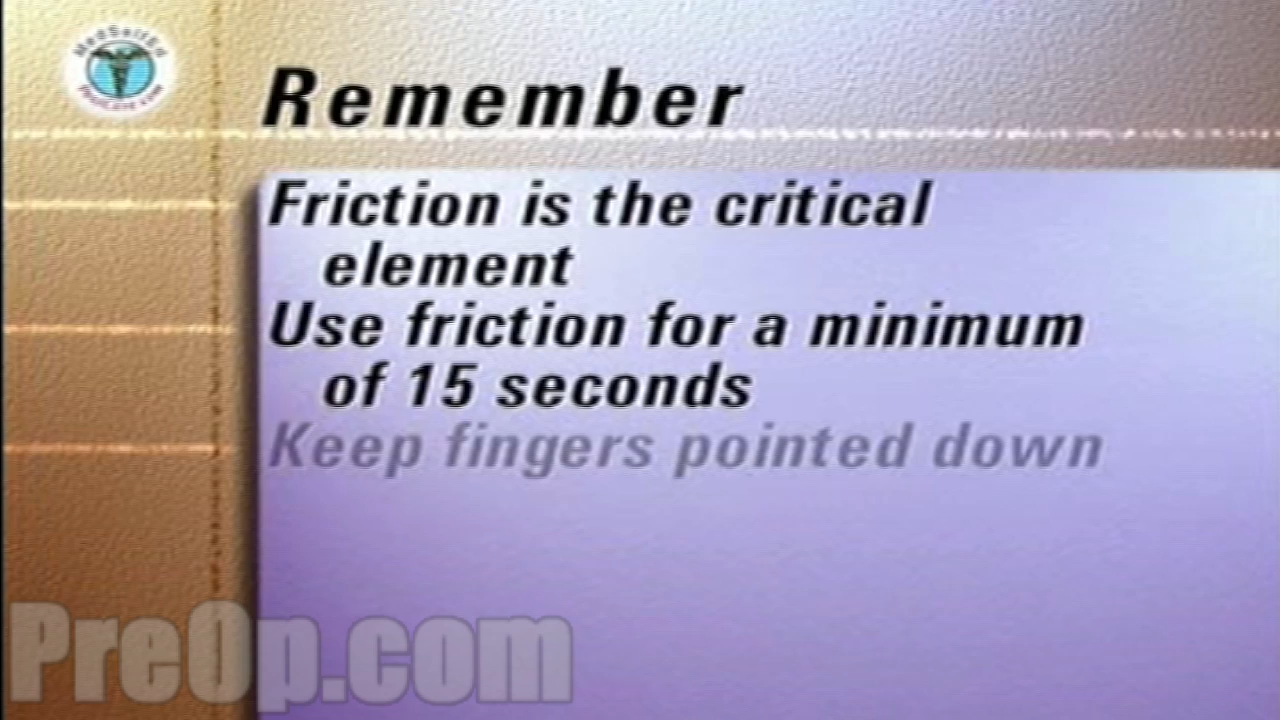 MedSelfEd
Remember
Friction is the critical
element
Use friction for a minimum
of 15 seconds
Keep fingers pointed down
PreOp.com